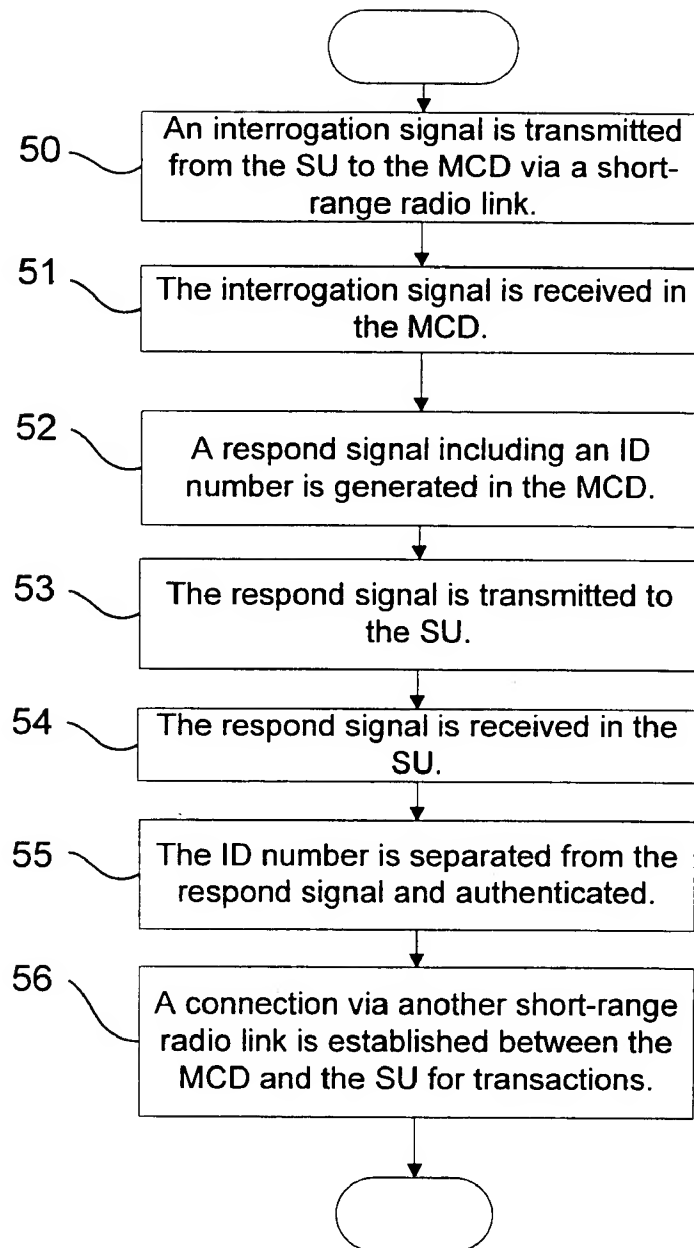 50
An interrogation signal is transmitted
from the SU to the MCD via a short-
range radio link.
51
The interrogation signal is received in
the MCD.
52
A respond signal including an ID
number is generated in the MCD.
53
The respond signal is transmitted to
the SU.
54
The respond signal is received in the
SU.
55
The ID number is separated from the
respond signal and authenticated.
56
A connection via another short-range
radio link is established between the
MCD and the SU for transactions.